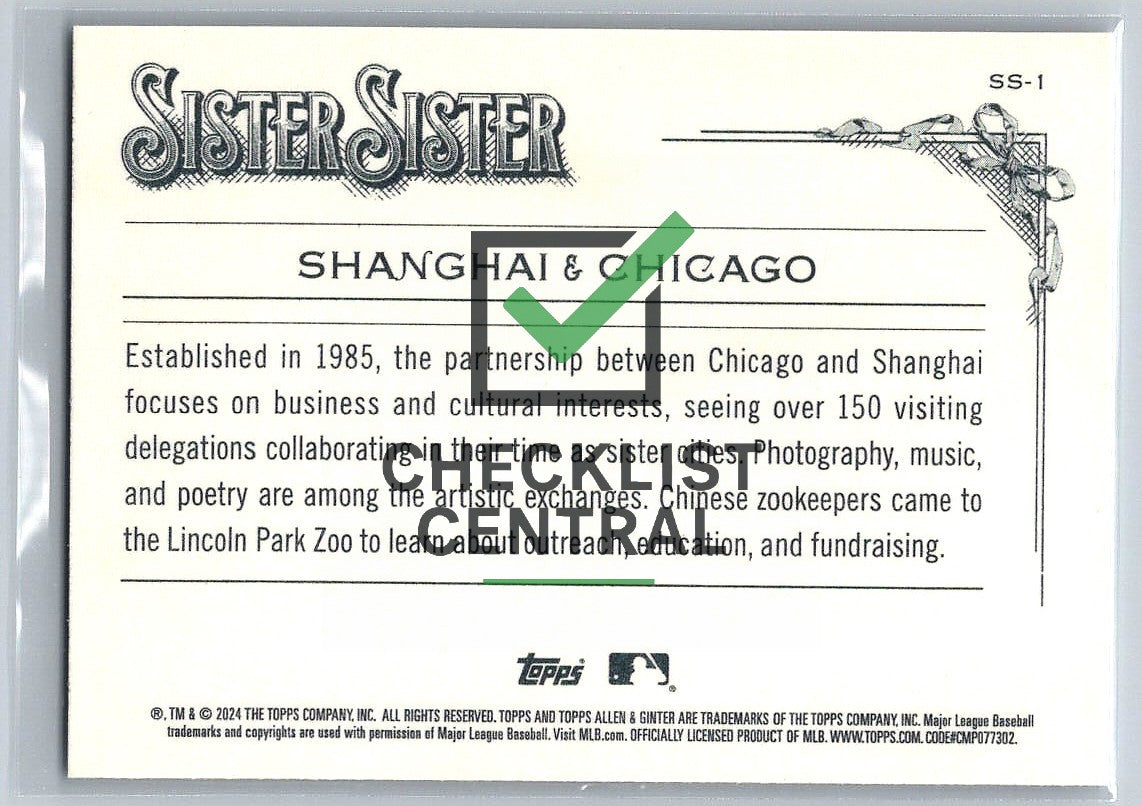 SS-1
SISTER SISTER
SHANGHAI & CHICAGO
Established in 1985, the partnership between Chicago and Shanghai
focuses on business and cultural interests, seeing over 150 visiting
delegations collaborating in their time as sister cities. Photography, music,
and poetry are among the artistic exchanges. Chinese zookeepers came to
the Lincoln Park Zoo to learn about outreach, education, and fundraising.
CHECKLIST
CENTRAL
Topps®
®
®, TM & © 2024 THE TOPPS COMPANY, INC. ALL RIGHTS RESERVED. TOPPS AND TOPPS ALLEN & GINTER ARE TRADEMARKS OF THE TOPPS COMPANY, INC. Major League Baseball
trademarks and copyrights are used with permission of Major League Baseball. Visit MLB.com. OFFICIALLY LICENSED PRODUCT OF MLB. WWW.TOPPS.COM. CODE#CMP077302.